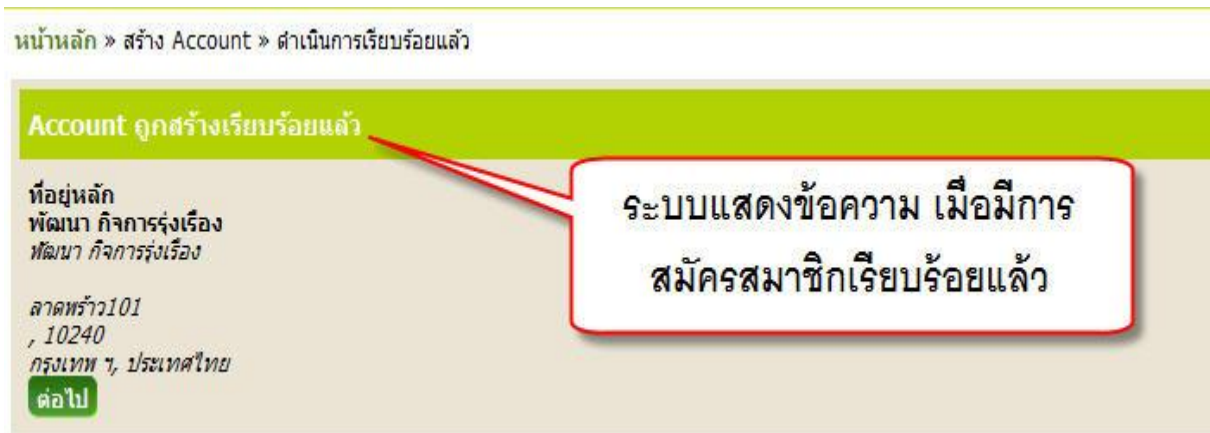 หน้าหลัก » สร้าง Account » ดำเนินการเรียบร้อยแล้ว
Account ถูกสร้างเรียบร้อยแล้ว
ระบบแสดงข้อความ เมื่อมีการ
สมัครสมาชิกเรียบร้อยแล้ว
ที่อยู่หลัก
พัฒนา กิจการรุ่งเรือง
พัฒนา กิจการรุ่งเรือง
ลาดพร้าว101
, 10240
กรุงเทพ ฯ, ประเทศไทย
ต่อไป